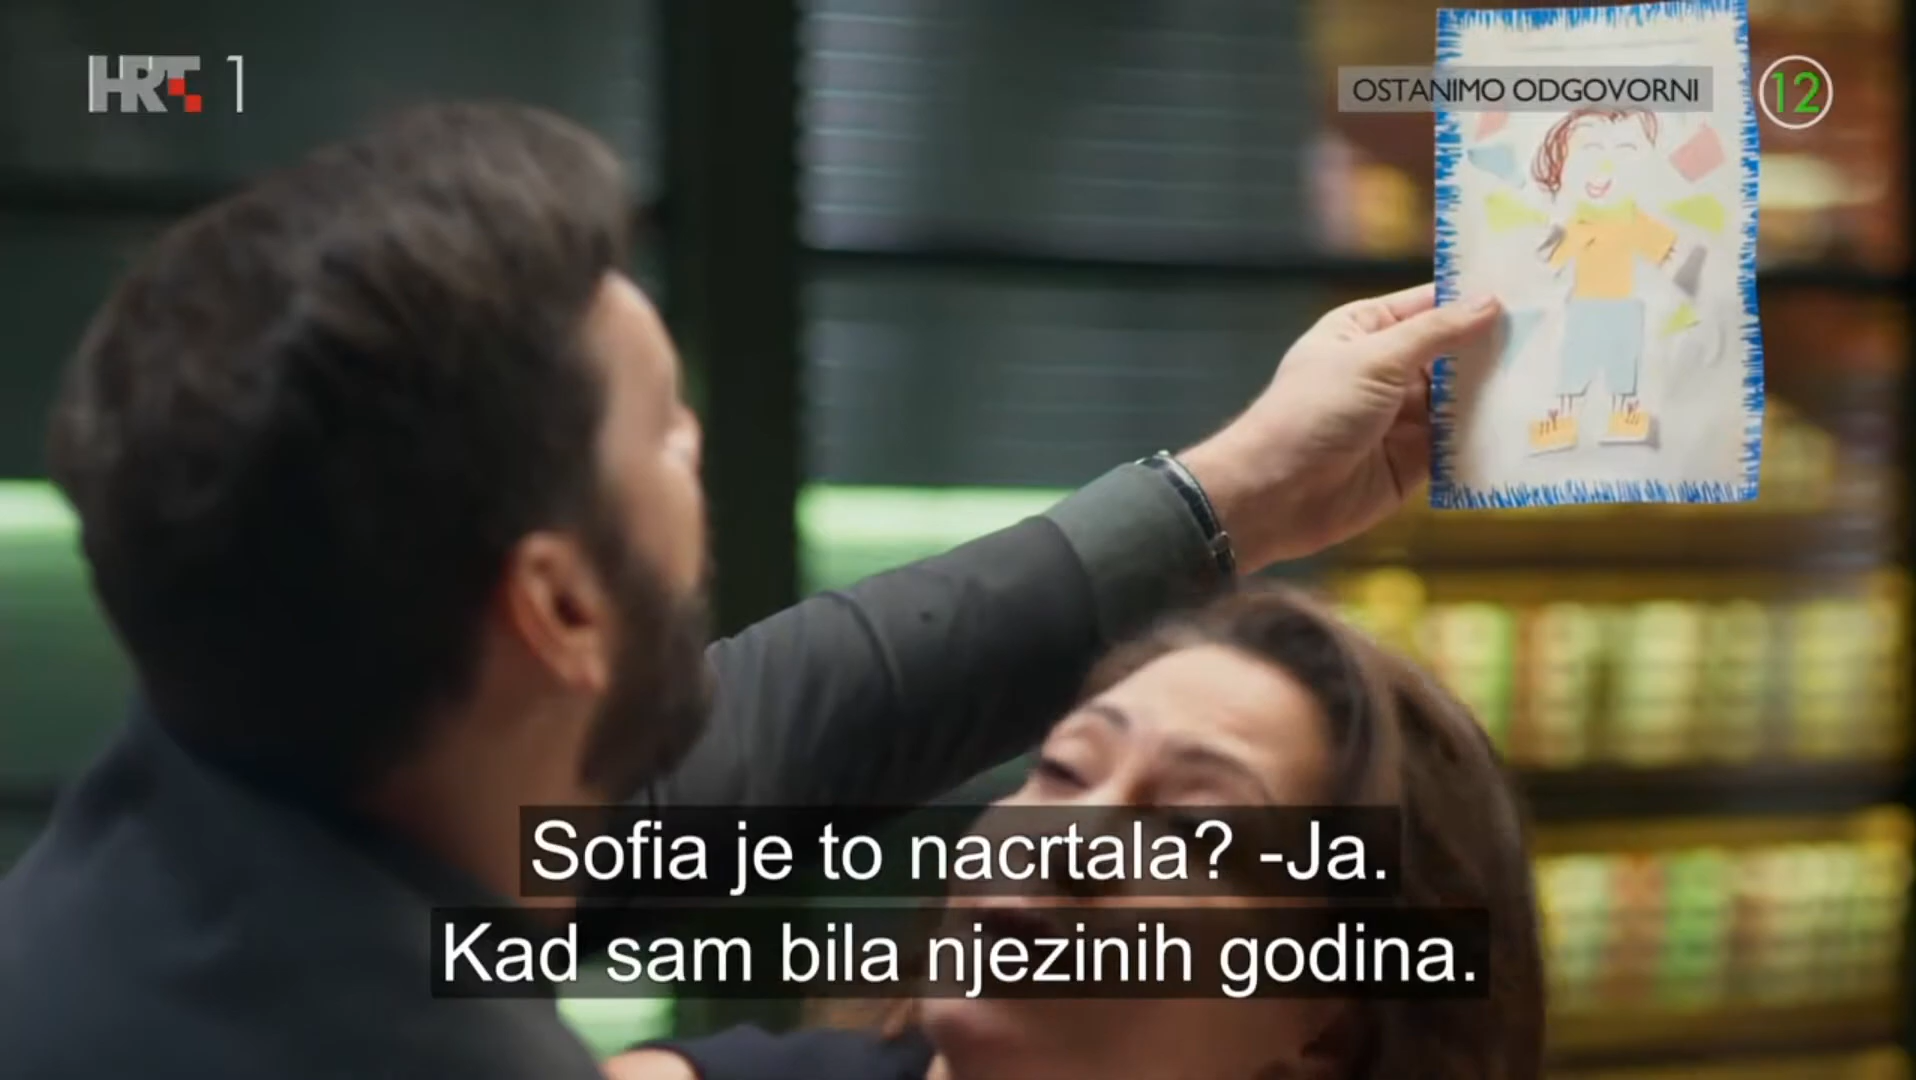 HRT 1
OSTANIMO ODGOVORNI
12
Sofia je to nacrtala? -Ja.
Kad sam bila njezinih godina.